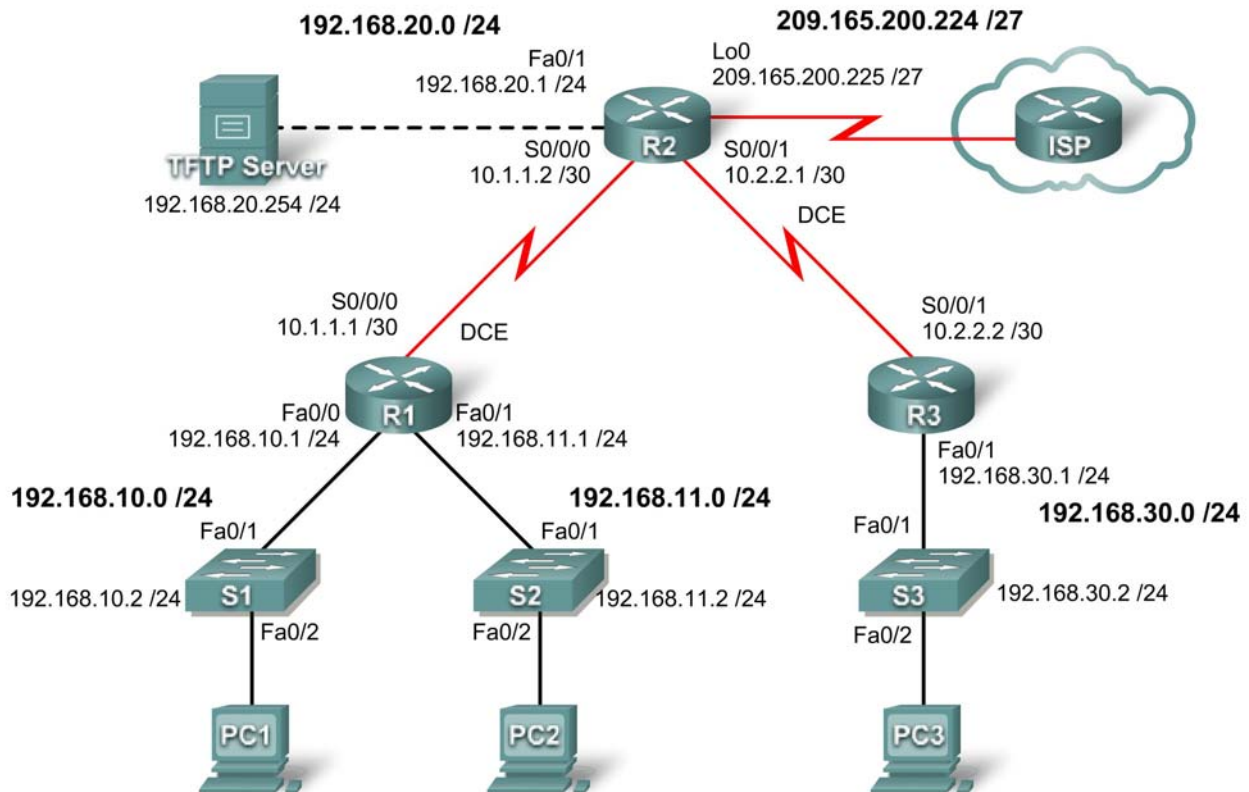 192.168.20.0 /24
209.165.200.224 /27
Fa0/1
192.168.20.1 /24
Lo0
209.165.200.225 /27
TFTP Server
192.168.20.254 /24
R2
ISP
S0/0/0
10.1.1.2 /30
S0/0/1
10.2.2.1 /30
DCE
S0/0/0
10.1.1.1 /30
DCE
S0/0/1
10.2.2.2 /30
R1
R3
Fa0/0
192.168.10.1 /24
Fa0/1
192.168.11.1 /24
Fa0/1
192.168.30.1 /24
192.168.10.0 /24
192.168.11.0 /24
192.168.30.0 /24
Fa0/1
Fa0/1
Fa0/1
192.168.10.2 /24
S1
S2
192.168.11.2 /24
S3
192.168.30.2 /24
Fa0/2
Fa0/2
Fa0/2
PC1
PC2
PC3